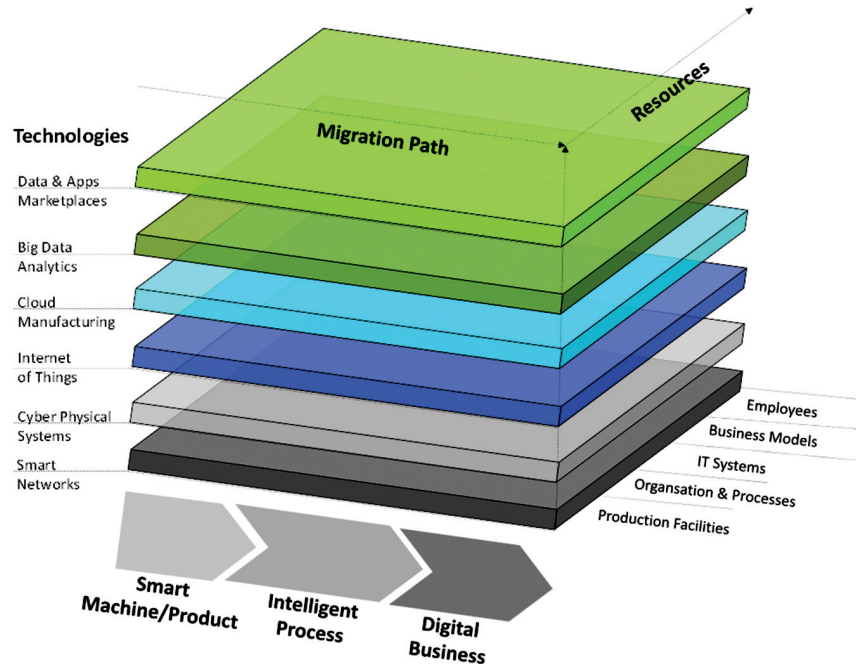 Resources
Migration Path
Technologies
Data & Apps
Marketplaces
Big Data
Analytics
Cloud
Manufacturing
Internet
of Things
Cyber Physical
Systems
Smart
Networks
Employees
Business Models
IT Systems
Organsation & Processes
Production Facilities
Smart
Machine/Product
Intelligent
Process
Digital
Business